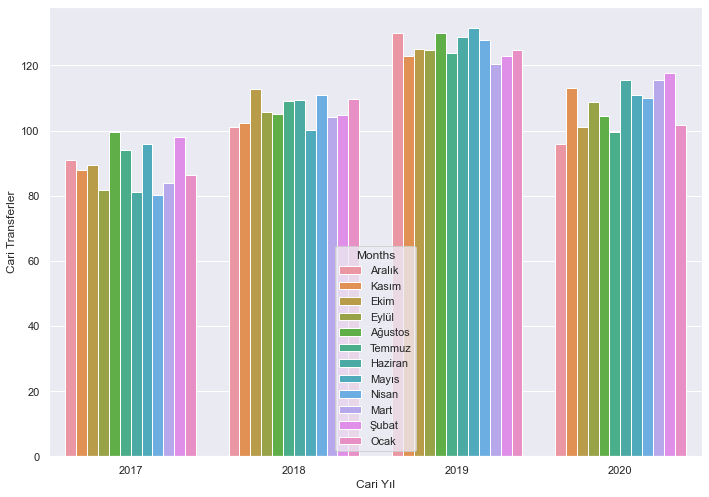 120
100
80
60
40
20
0
Cari Transferler
Months
Aralık
Kasım
Ekim
Eylül
Ağustos
Temmuz
Haziran
Mayıs
Nisan
Mart
Şubat
Ocak
2017 2018 2019 2020
Cari Yıl